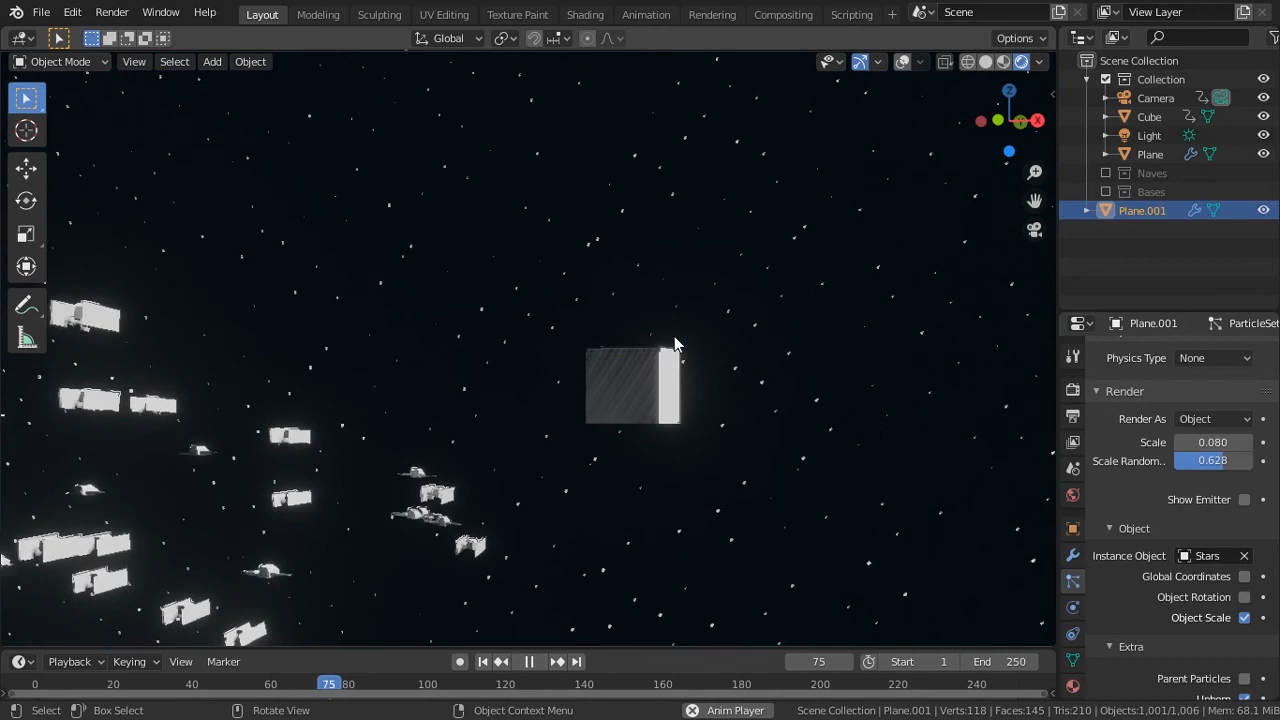 File Edit Render Window Help Layout Modeling Sculpting UV Editing Texture Paint Shading Animation Rendering Compositing Scripting Scene View Layer
Global Options
Object Mode View Select Add Object
Scene Collection
Collection
Camera
Cube
Light
Plane
Naves
Bases
Plane.001
Z
X
Y
Plane.001 ParticleSet
Physics Type None
Render
Render As Object
Scale 0.080
Scale Random.. 0.628
Show Emitter
Object
Instance Object Stars
Global Coordinates
Object Rotation
Object Scale
Extra
Parent Particles
Unborn
Playback Keying View Marker 75 Start 1 End 250
0 20 40 60 75 80 100 120 140 160 180 200 220 240
Select Box Select Rotate View Object Context Menu Anim Player Scene Collection | Plane.001 | Verts:118 | Faces:145 | Tris:210 | Objects:1,001/1,006 | Mem: 68.1 MiB